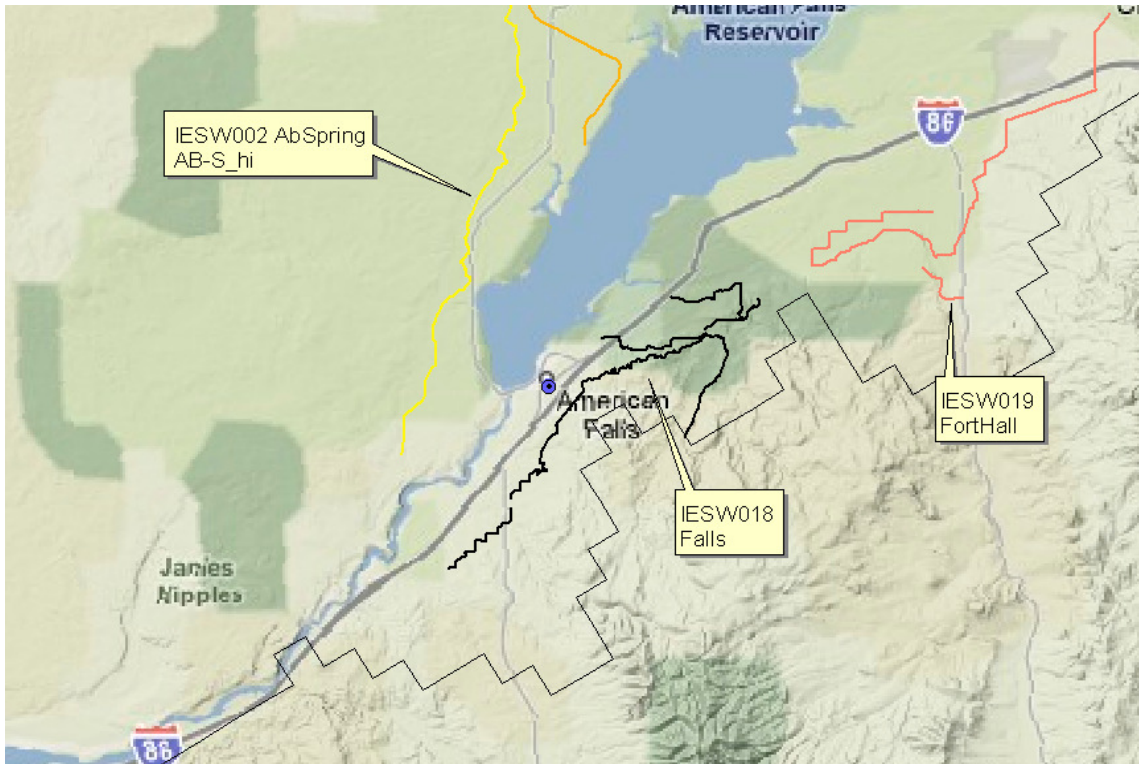 American Falls
Reservoir
86
IESW002 AbSpring
AB-S_hi
IESW019
FortHall
American
Falls
IESW018
Falls
James
Nipples
86